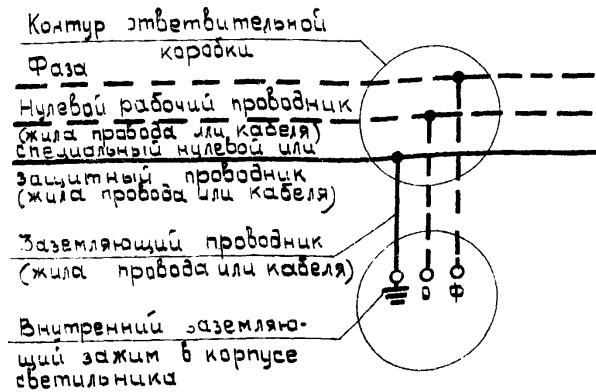 Контур ответвительной
коробки
Фаза
Нулевой рабочий проводник
(жила провода или кабеля)
специальный нулевой или
защитный проводник
(жила провода или кабеля)
Заземляющий проводник
(жила провода или кабеля)
О Ф
Внутренний заземляю-
щий зажим в корпусе
светильника